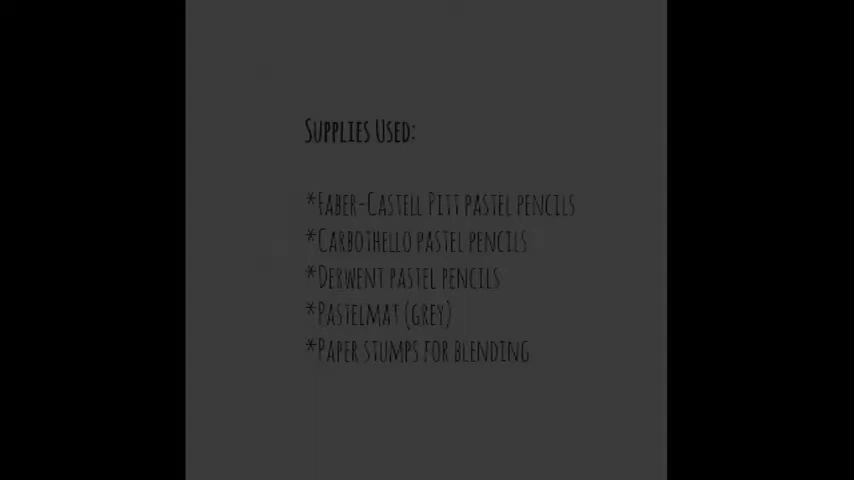 Supplies Used:
*Faber-Castell Pitt pastel pencils
*Carbothello pastel pencils
*Derwent pastel pencils
*Pastelmat (grey)
*Paper stumps for blending